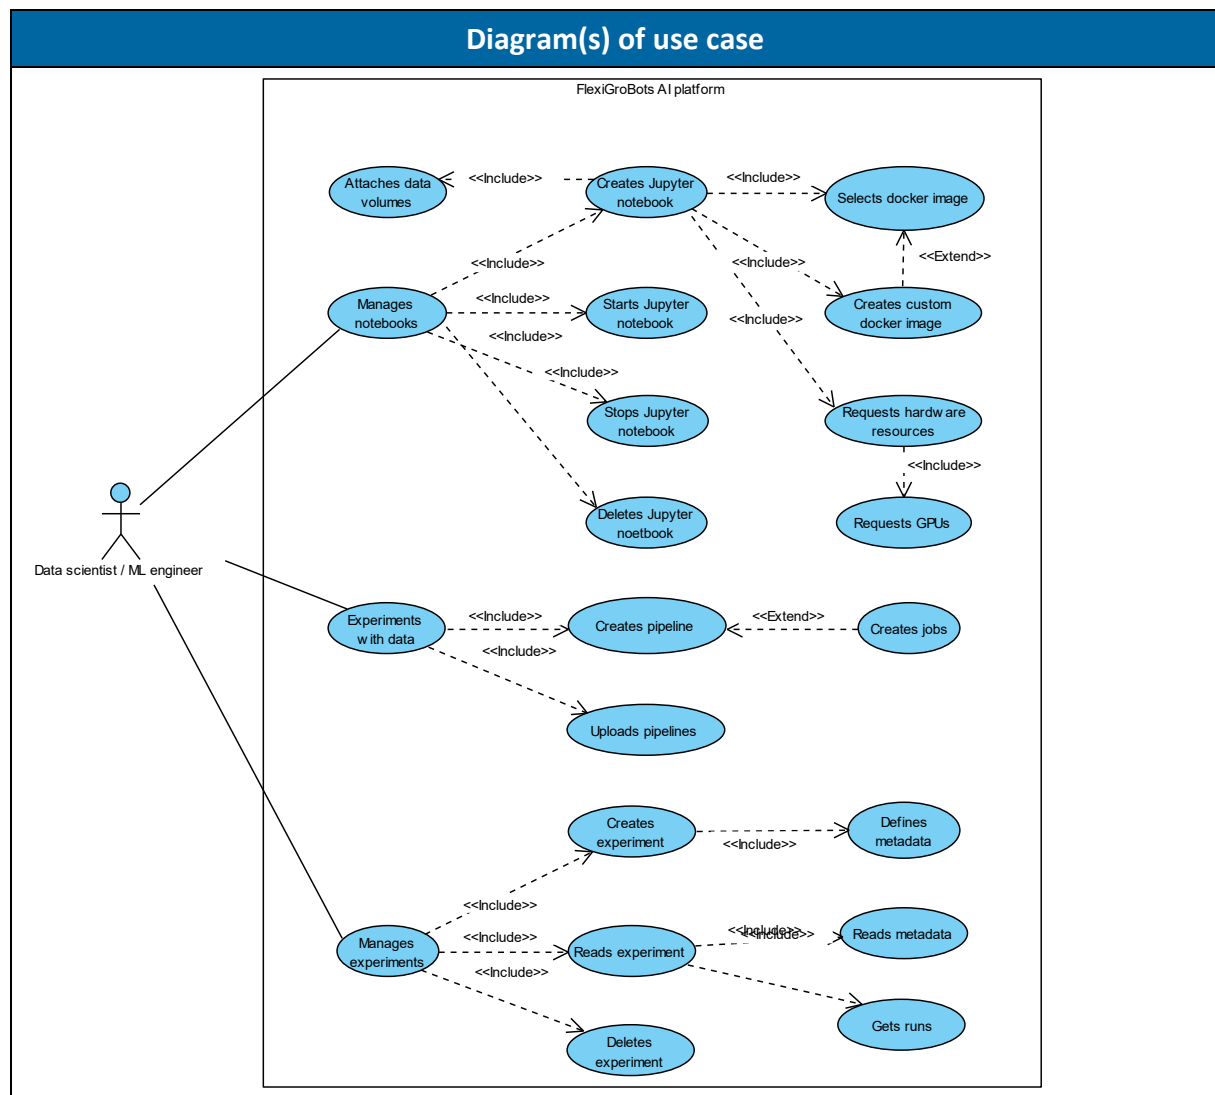 Diagram(s) of use case
FlexiGroBots AI platform
Attaches data
volumes
<<Include>>
Creates Jupyter
notebook
<<Include>>
Selects docker image
<<Include>>
<<Include>>
<<Extend>>
Manages
notebooks
<<Include>>
Starts Jupyter
notebook
<<Include>>
Creates custom
docker image
<<Include>>
<<Include>>
Stops Jupyter
notebook
Requests hardware
resources
<<Include>>
Deletes Jupyter
noetbook
Requests GPUs
Data scientist / ML engineer
Experiments
with data
<<Include>>
Creates pipeline
<<Extend>>
Creates jobs
<<Include>>
Uploads pipelines
Creates
experiment
<<Include>>
Defines
metadata
<<Include>>
Manages
experiments
<<Include>>
Reads experiment
<<Include>>
<<Include>>
Reads metadata
<<Include>>
Gets runs
Deletes
experiment